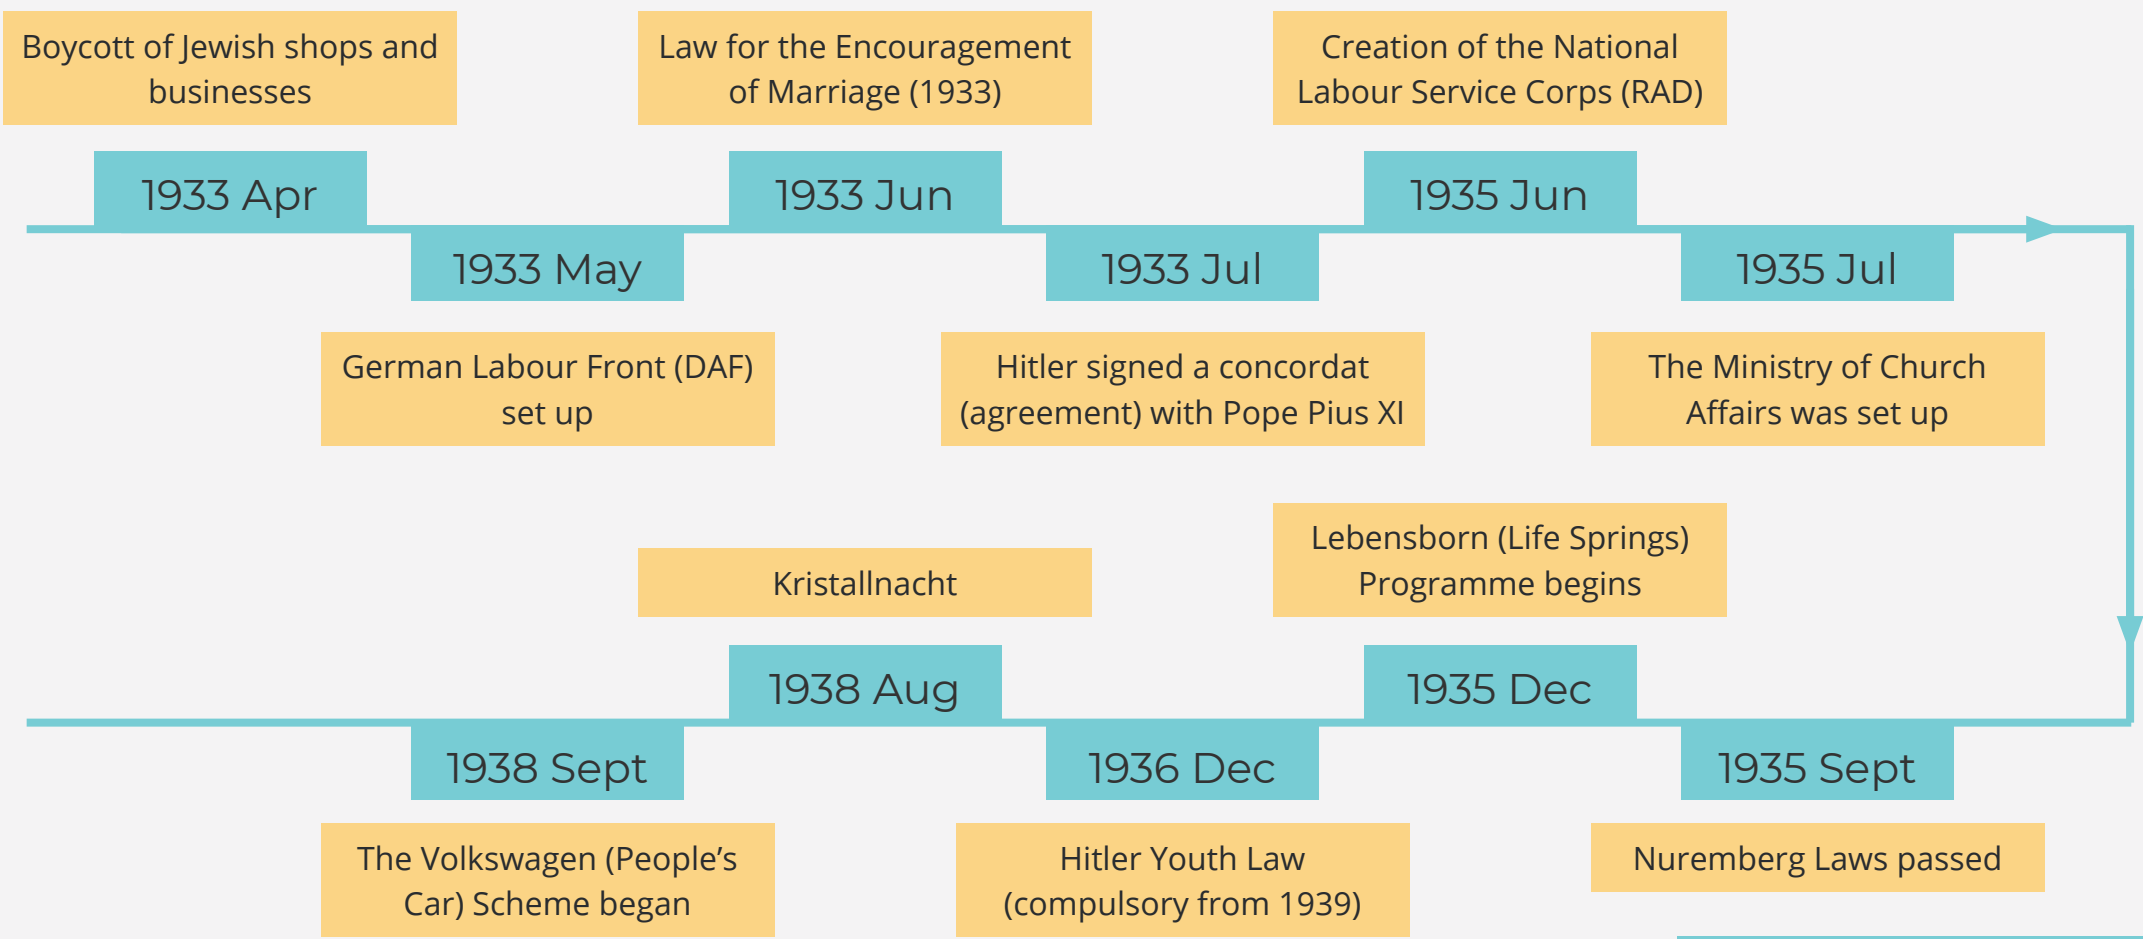 Boycott of Jewish shops and
businesses
Law for the Encouragement
of Marriage (1933)
Creation of the National
Labour Service Corps (RAD)
1933 Apr
1933 Jun
1935 Jun
1933 May
1933 Jul
1935 Jul
German Labour Front (DAF)
set up
Hitler signed a concordat
(agreement) with Pope Pius XI
The Ministry of Church
Affairs was set up
Kristallnacht
Lebensborn (Life Springs)
Programme begins
1938 Aug
1935 Dec
1938 Sept
1936 Dec
1935 Sept
The Volkswagen (People’s
Car) Scheme began
Hitler Youth Law
(compulsory from 1939)
Nuremberg Laws passed